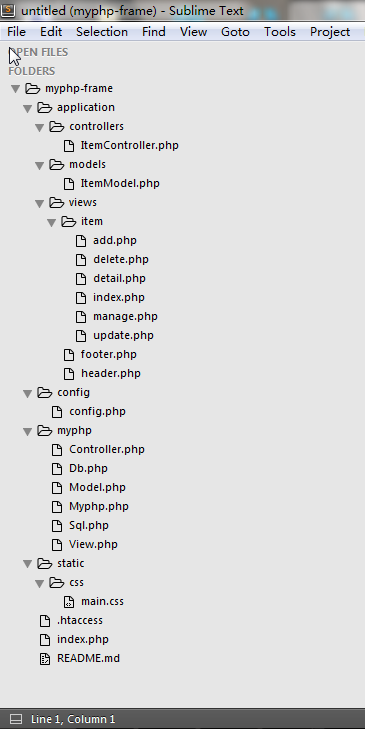 untitled (myphp-frame) - Sublime Text
File Edit Selection Find View Goto Tools Project
OPEN FILES
FOLDERS
myphp-frame
application
controllers
ItemController.php
models
ItemModel.php
views
item
add.php
delete.php
detail.php
index.php
manage.php
update.php
footer.php
header.php
config
config.php
myphp
Controller.php
Db.php
Model.php
Myphp.php
Sql.php
View.php
static
css
main.css
.htaccess
index.php
README.md
Line 1, Column 1